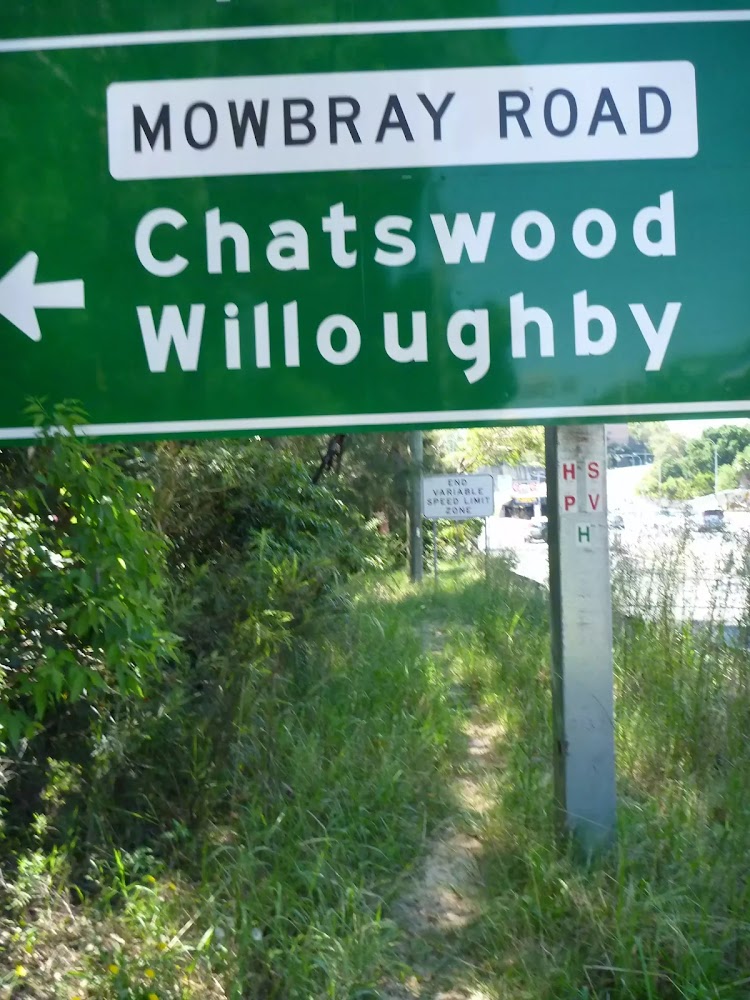 MOWBRAY ROAD
Chatswood
Willoughby
END
VARIABLE
SPEED LIMIT
ZONE
H S
P V
H